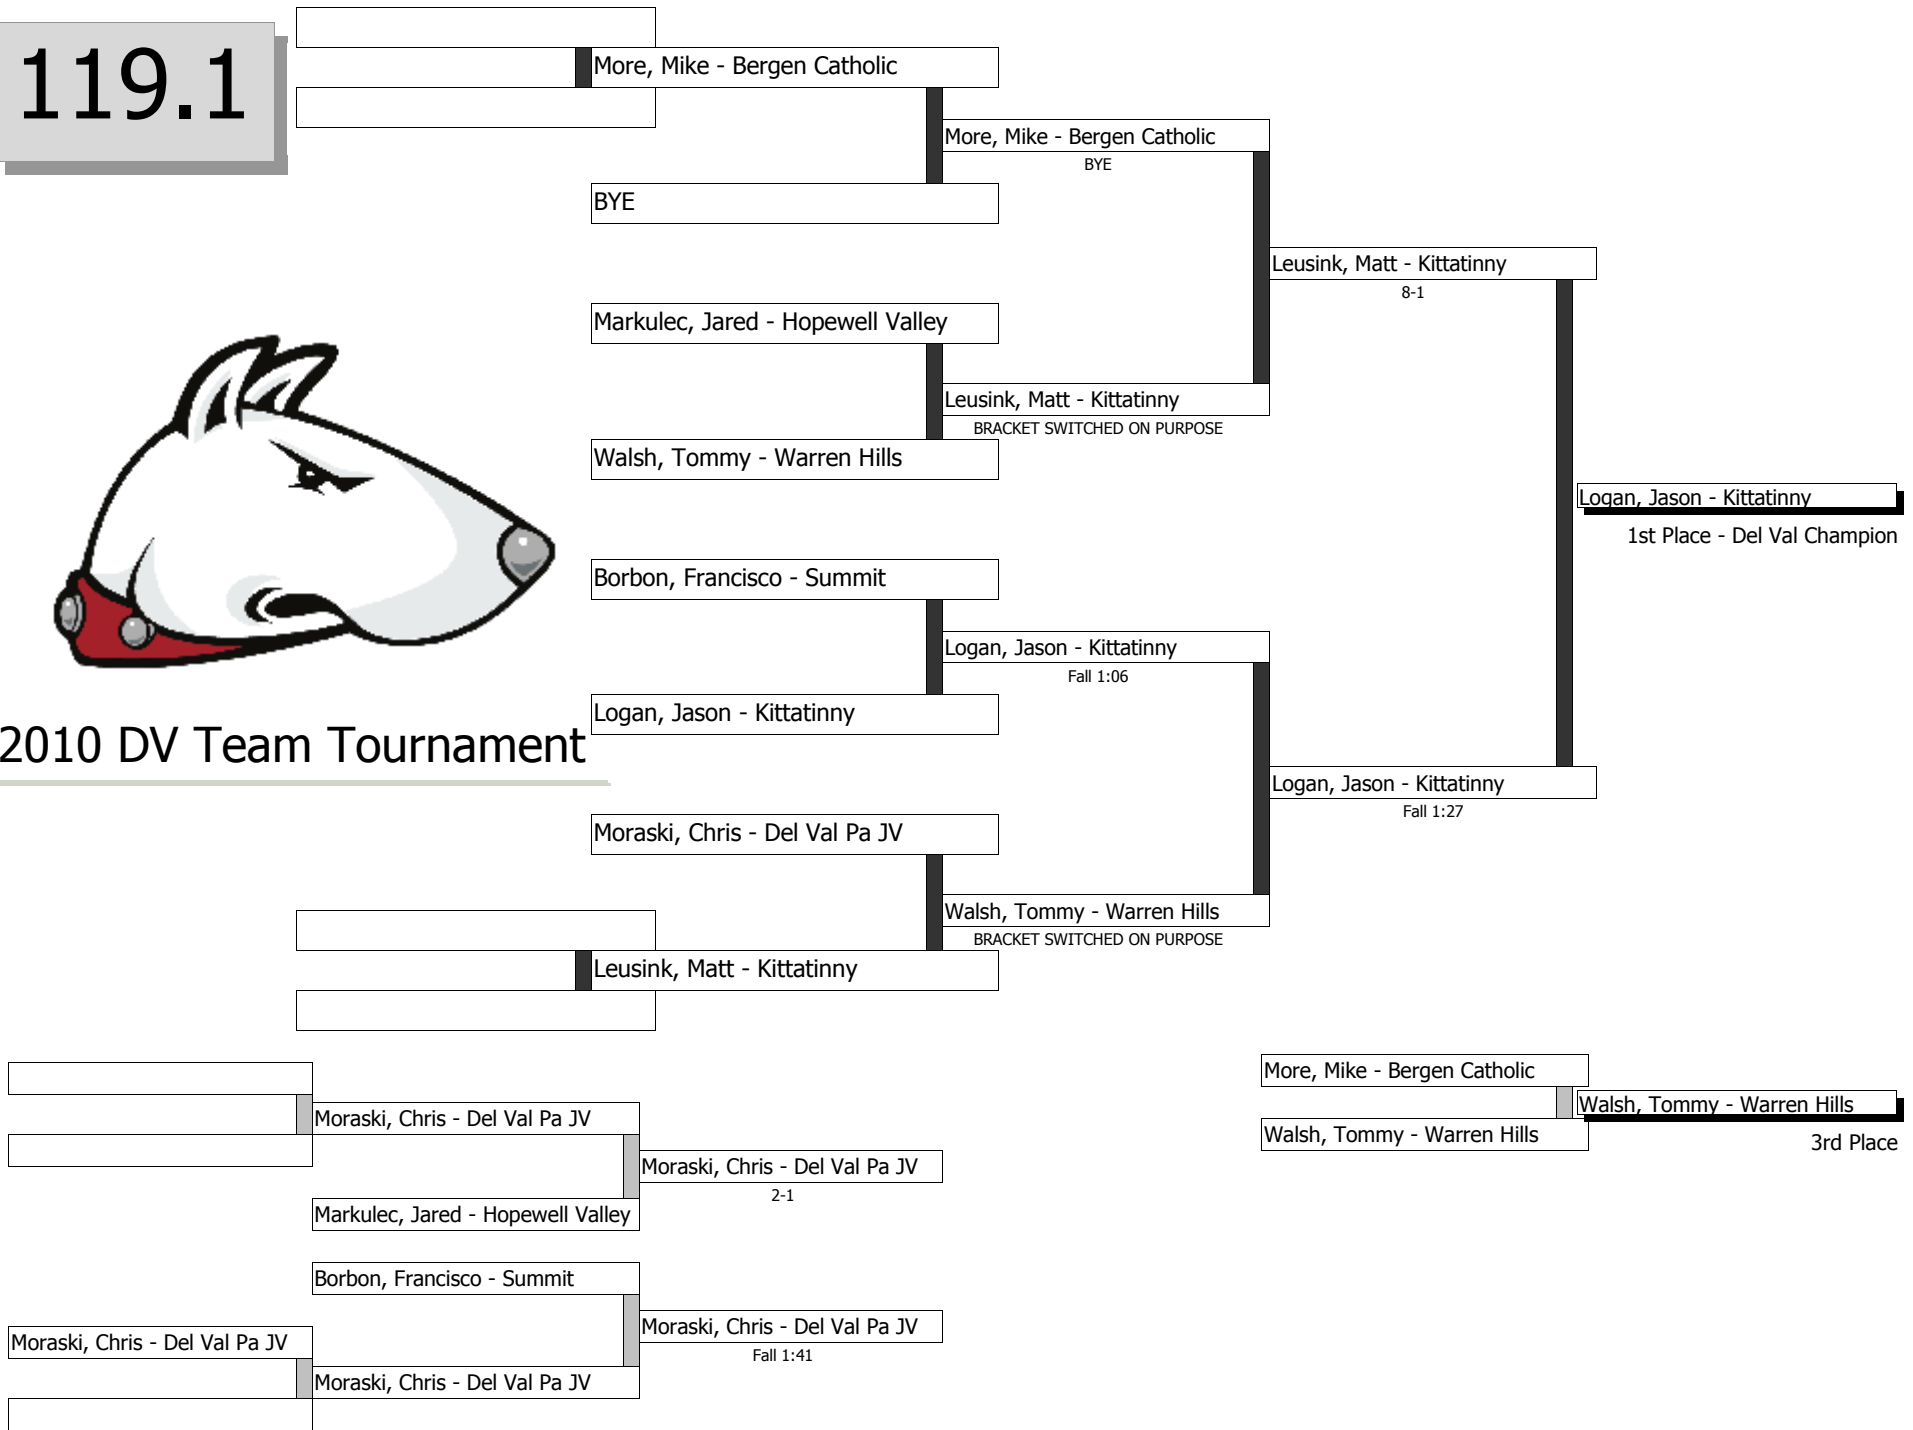 119.1
More, Mike - Bergen Catholic
More, Mike - Bergen Catholic
BYE
BYE
Leusink, Matt - Kittatinny
8-1
Markulec, Jared - Hopewell Valley
Leusink, Matt - Kittatinny
BRACKET SWITCHED ON PURPOSE
Walsh, Tommy - Warren Hills
Logan, Jason - Kittatinny
1st Place - Del Val Champion
Borbon, Francisco - Summit
Logan, Jason - Kittatinny
Fall 1:06
Logan, Jason - Kittatinny
2010 DV Team Tournament
Logan, Jason - Kittatinny
Fall 1:27
Moraski, Chris - Del Val Pa JV
Walsh, Tommy - Warren Hills
BRACKET SWITCHED ON PURPOSE
Leusink, Matt - Kittatinny
More, Mike - Bergen Catholic
Walsh, Tommy - Warren Hills
Walsh, Tommy - Warren Hills
3rd Place
Moraski, Chris - Del Val Pa JV
Moraski, Chris - Del Val Pa JV
2-1
Markulec, Jared - Hopewell Valley
Borbon, Francisco - Summit
Moraski, Chris - Del Val Pa JV
Fall 1:41
Moraski, Chris - Del Val Pa JV
Moraski, Chris - Del Val Pa JV